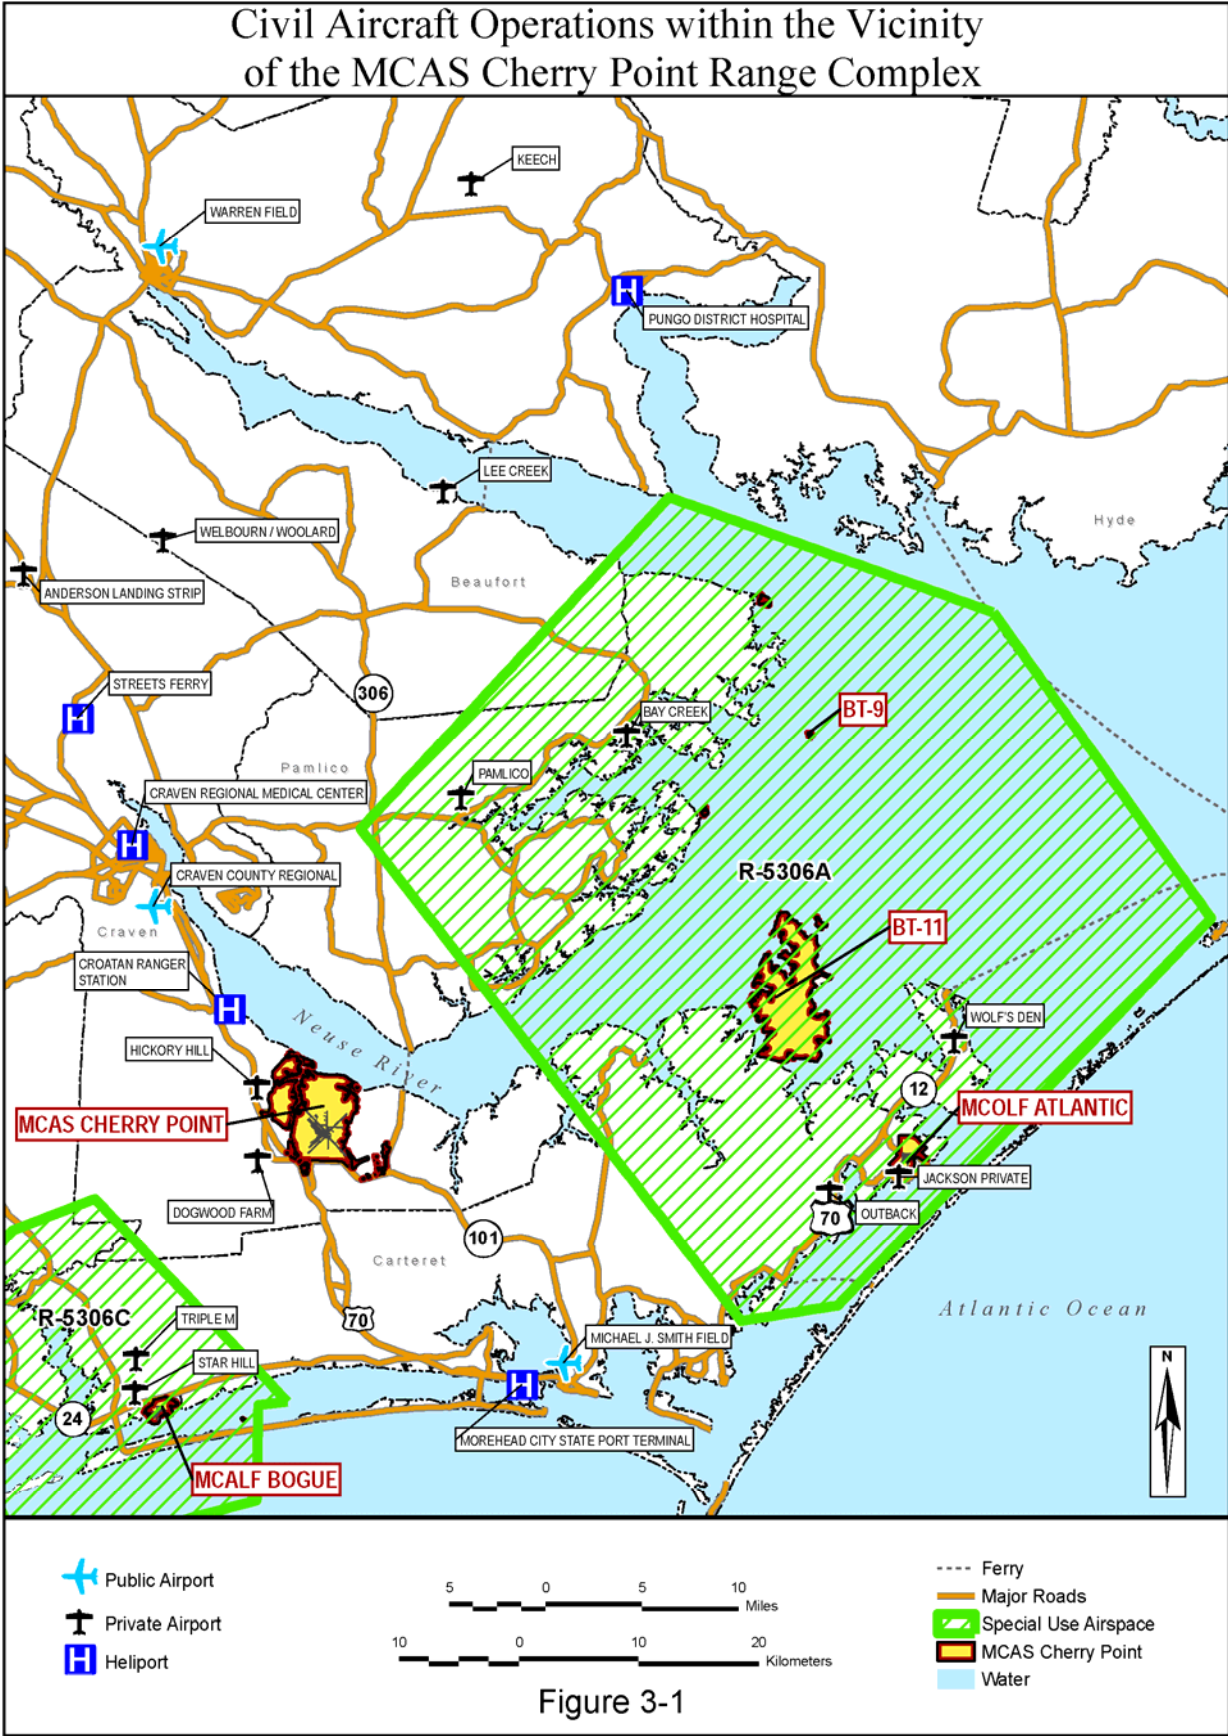 Civil Aircraft Operations within the Vicinity
of the MCAS Cherry Point Range Complex
KEECH
WARREN FIELD
H
PUNGO DISTRICT HOSPITAL
LEE CREEK
WELBOURN / WOOLARD
Hyde
Beaufort
ANDERSON LANDING STRIP
STREETS FERRY
306
H
BAY CREEK
BT-9
Pamlico
PAMLICO
CRAVEN REGIONAL MEDICAL CENTER
H
R-5306A
CRAVEN COUNTY REGIONAL
BT-11
Craven
CROATAN RANGER
STATION
H
Neuse River
WOLF'S DEN
HICKORY HILL
12
MCAS CHERRY POINT
MCOLF ATLANTIC
JACKSON PRIVATE
DOGWOOD FARM
OUTBACK
70
101
Carteret
R-5306C
TRIPLE M
70
Atlantic Ocean
MICHAEL J. SMITH FIELD
STAR HILL
H
24
MOREHEAD CITY STATE PORT TERMINAL
MCALF BOGUE
N
Public Airport
Private Airport
H Heliport
5 0 5 10
Miles
10 0 10 20
Kilometers
Ferry
Major Roads
Special Use Airspace
MCAS Cherry Point
Water
Figure 3-1